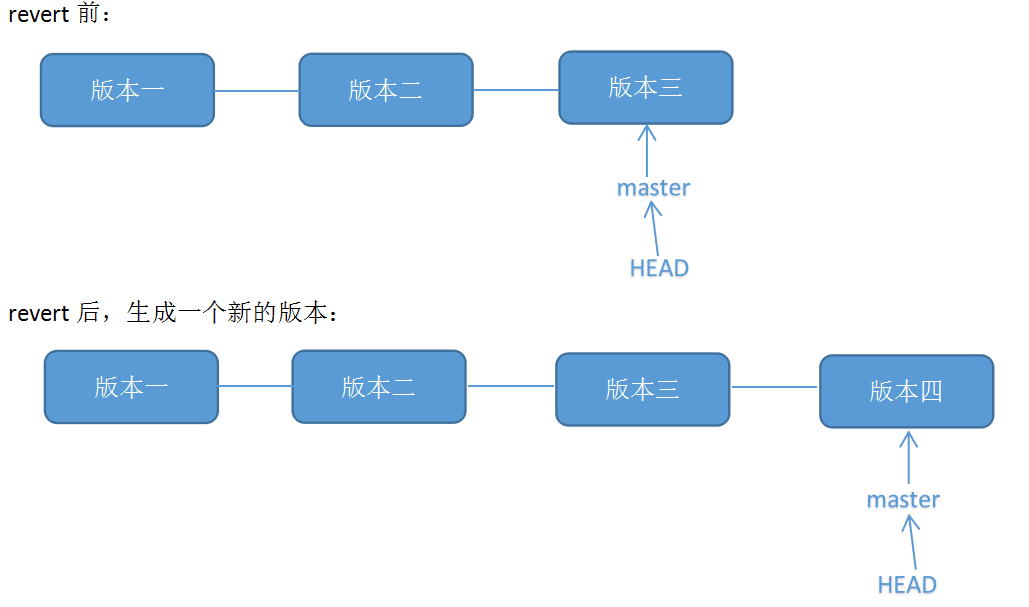 revert 前：
版本一 版本二 版本三
master
HEAD
revert 后，生成一个新的版本：
版本一 版本二 版本三 版本四
master
HEAD